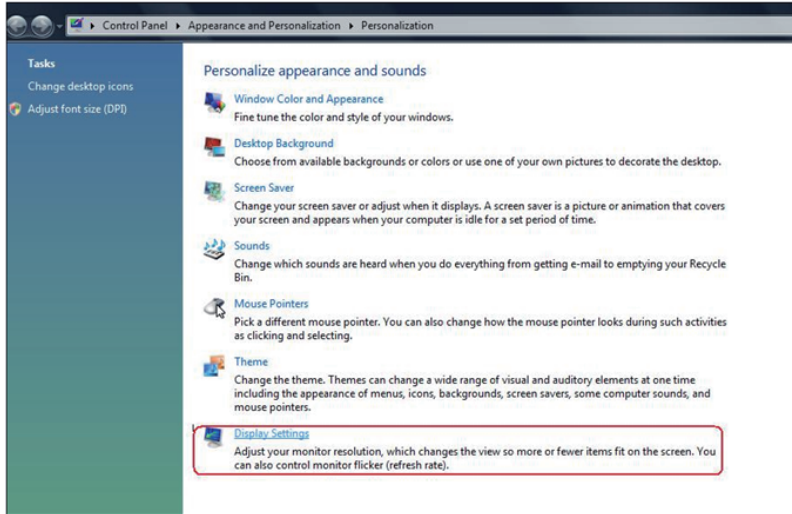 Control Panel ▸ Appearance and Personalization ▸ Personalization
Tasks
Change desktop icons
Adjust font size (DPI)
Personalize appearance and sounds
Window Color and Appearance
Fine tune the color and style of your windows.
Desktop Background
Choose from available backgrounds or colors or use one of your own pictures to decorate the desktop.
Screen Saver
Change your screen saver or adjust when it displays. A screen saver is a picture or animation that covers
your screen and appears when your computer is idle for a set period of time.
Sounds
Change which sounds are heard when you do everything from getting e-mail to emptying your Recycle
Bin.
Mouse Pointers
Pick a different mouse pointer. You can also change how the mouse pointer looks during such activities
as clicking and selecting.
Theme
Change the theme. Themes can change a wide range of visual and auditory elements at one time
including the appearance of menus, icons, backgrounds, screen savers, some computer sounds, and
mouse pointers.
Display Settings
Adjust your monitor resolution, which changes the view so more or fewer items fit on the screen. You
can also control monitor flicker (refresh rate).